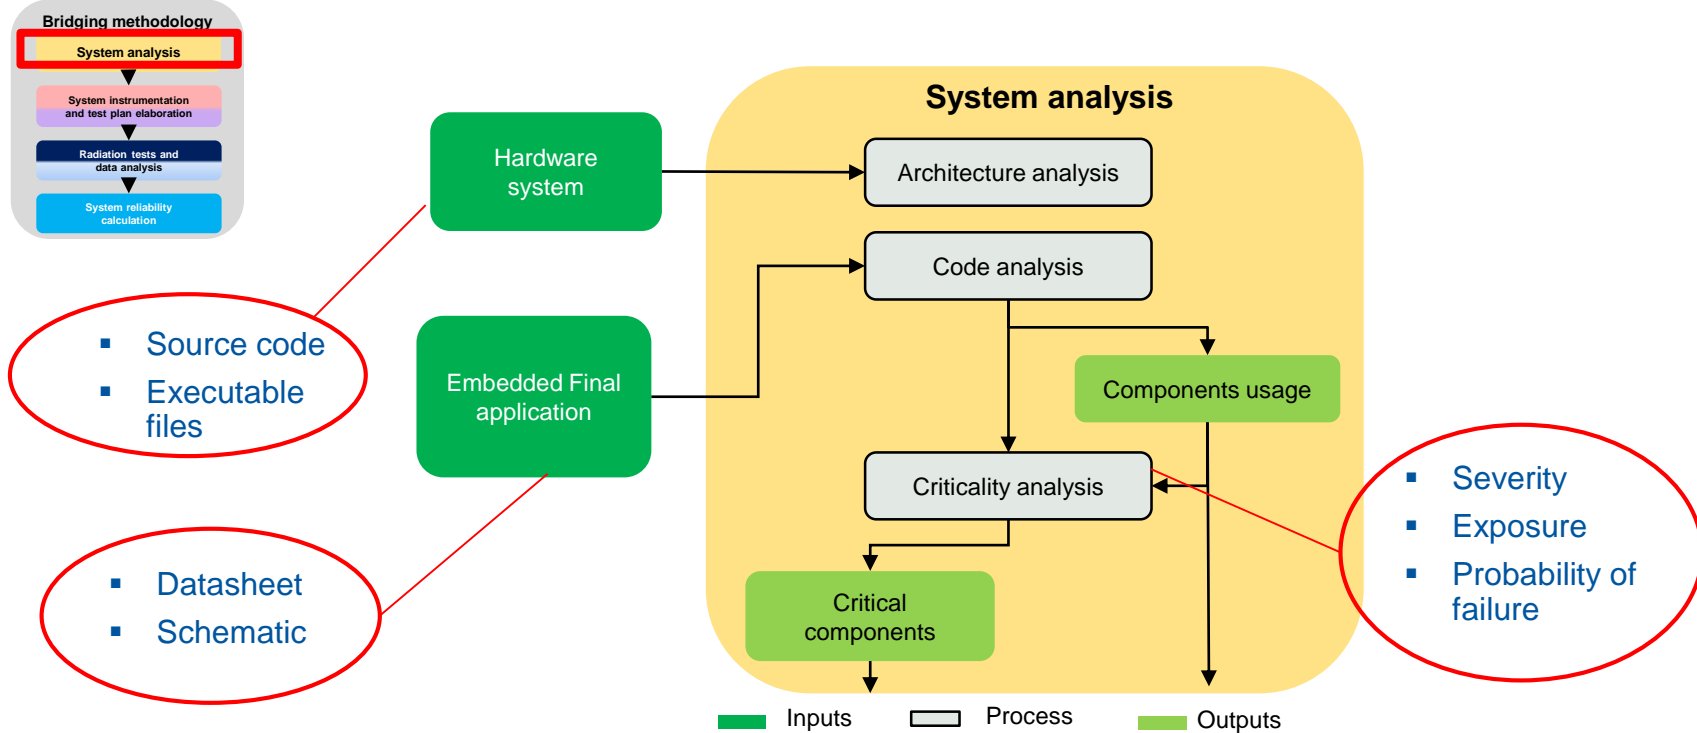 Bridging methodology
System analysis
System instrumentation
and test plan elaboration
Radiation tests and
data analysis
System reliability
calculation
System analysis
Hardware
system
Architecture analysis
Code analysis
▪ Source code
▪ Executable
files
Embedded Final
application
Components usage
Criticality analysis
▪ Severity
▪ Exposure
▪ Probability of
failure
▪ Datasheet
▪ Schematic
Critical
components
Inputs
Process
Outputs